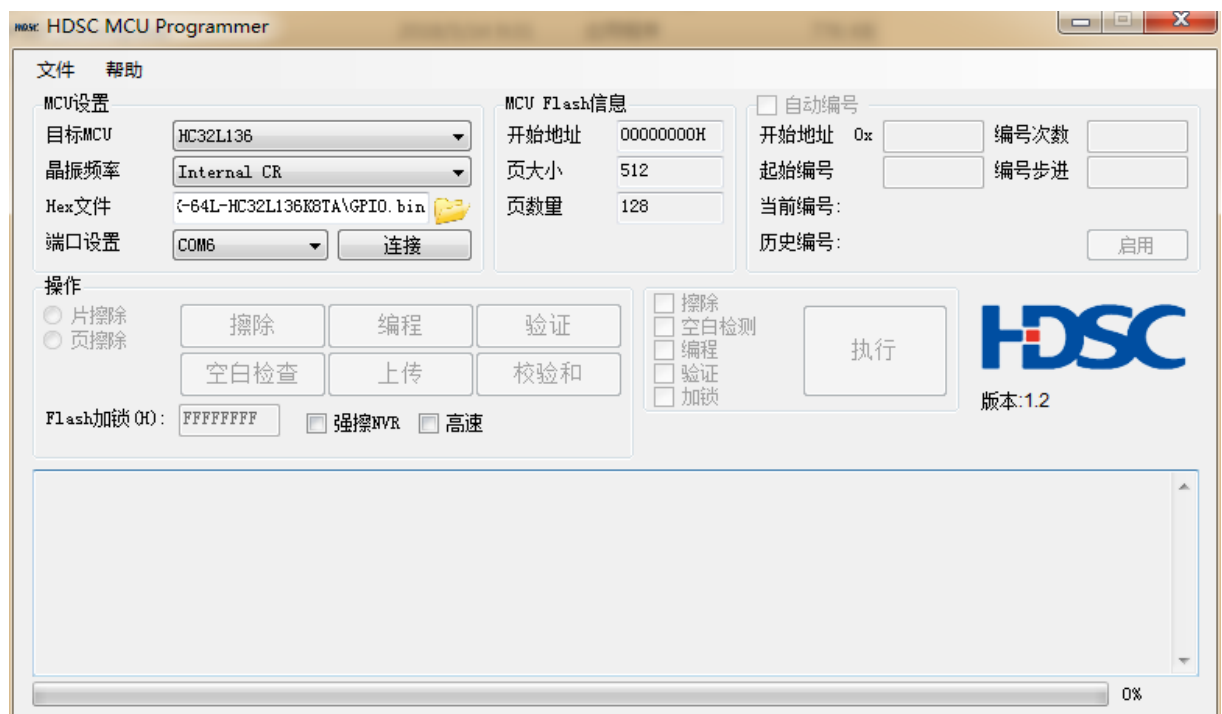 HDSC HDSC MCU Programmer
文件 帮助
MCU设置
目标MCU HC32L136
晶振频率 Internal CR
Hex文件 -64L-HC32L136K8TA\GPIO.bin
端口设置 COM6 连接
MCU Flash信息
开始地址 00000000H
页大小 512
页数量 128
自动编号
开始地址 0x 编号次数
起始编号 编号步进
当前编号:
历史编号: 启用
操作
片擦除
页擦除
擦除 编程 验证
空白检查 上传 校验和
Flash加锁(H): FFFFFFFF 强擦NVR 高速
擦除
空白检测
编程
验证
加锁
执行
HDSC
版本:1.2
0%